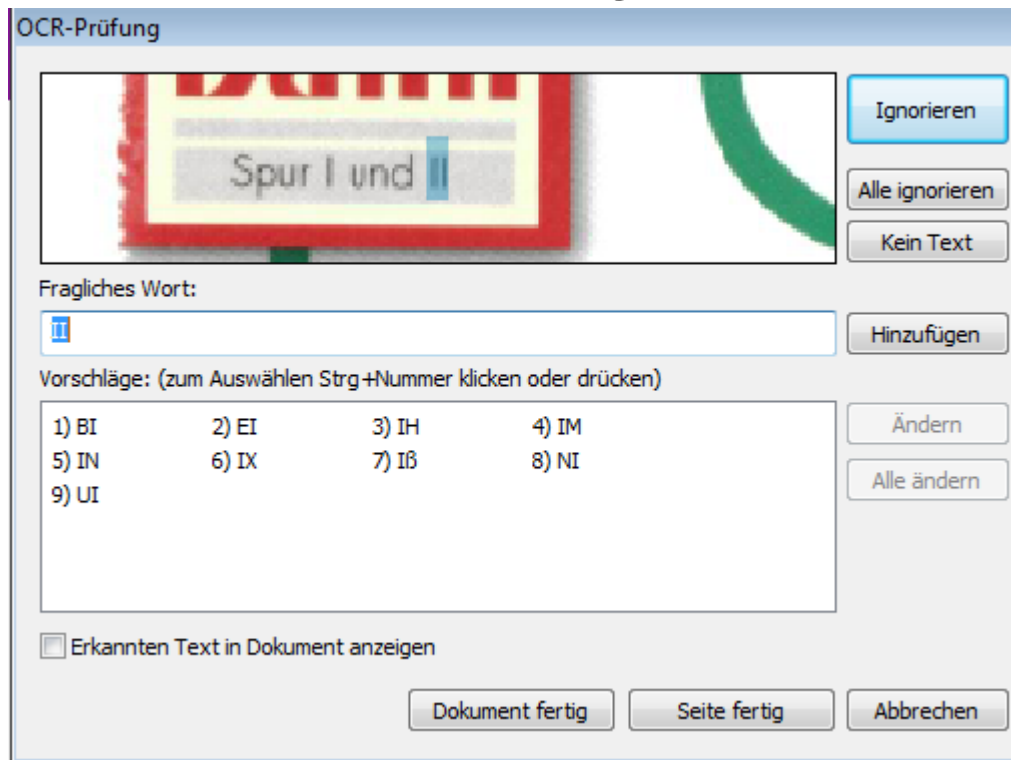 OCR-Prüfung
Spur I und II
Ignorieren
Alle ignorieren
Kein Text
Fragliches Wort:
II
Hinzufügen
Vorschläge: (zum Auswählen Strg+Nummer klicken oder drücken)
1) BI 2) EI 3) IH 4) IM
5) IN 6) IX 7) Iß 8) NI
9) UI
Ändern
Alle ändern
Erkannten Text in Dokument anzeigen
Dokument fertig Seite fertig Abbrechen